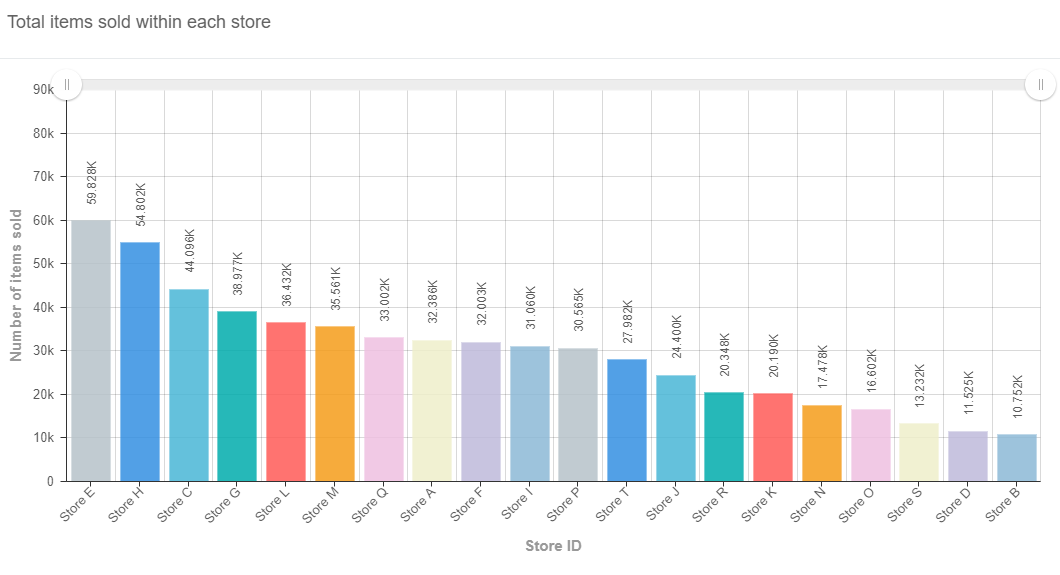 Total items sold within each store
90k
80k
70k
60k
50k
40k
30k
20k
10k
0
Number of items sold
59.828K
54.802K
44.096K
38.977K
36.432K
35.561K
33.002K
32.386K
32.003K
31.060K
30.565K
27.982K
24.400K
20.348K
20.190K
17.478K
16.602K
13.232K
11.525K
10.752K
Store E
Store H
Store C
Store G
Store L
Store M
Store Q
Store A
Store F
Store I
Store P
Store T
Store J
Store R
Store K
Store N
Store O
Store S
Store D
Store B
Store ID